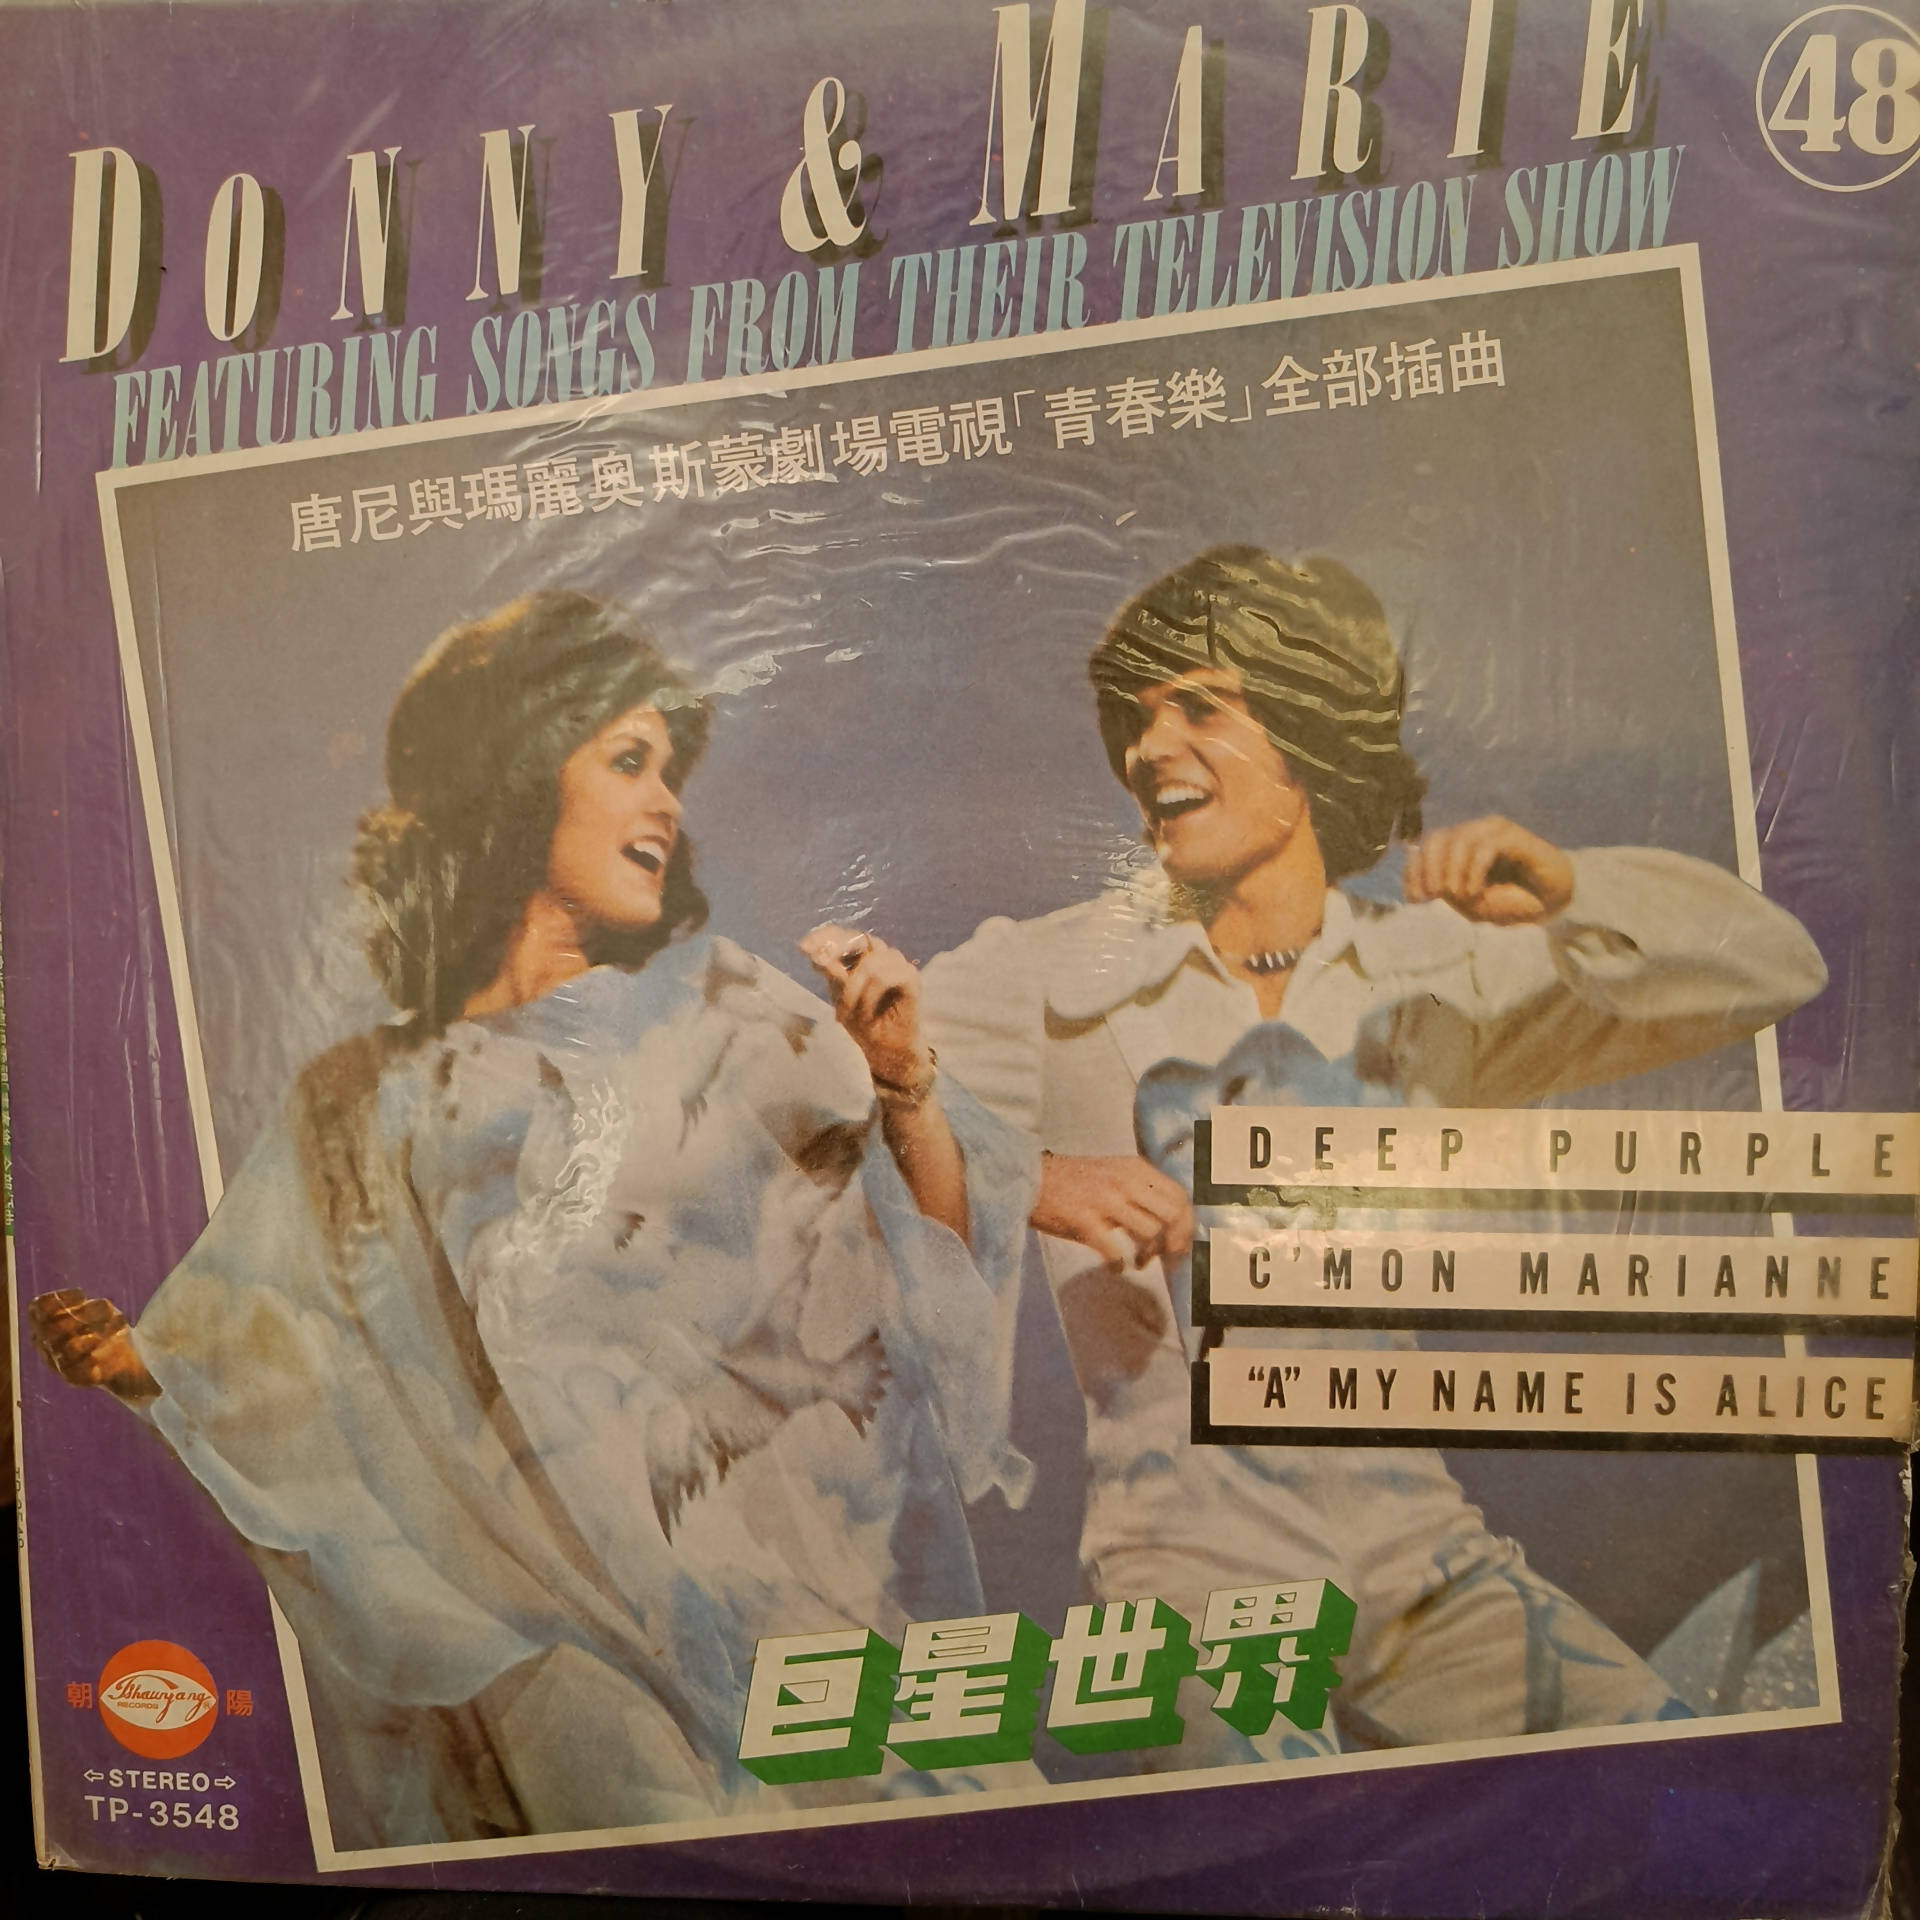 DONNY & MARIE
48
FEATURING SONGS FROM THEIR TELEVISION SHOW
唐尼與瑪麗奧斯蒙劇場電視「青春樂」全部插曲
DEEP PURPLE
C'MON MARIANNE
"A" MY NAME IS ALICE
巨星世界
朝 Tshawnjang RECORDS ® 陽
⇦STEREO⇨
TP-3548